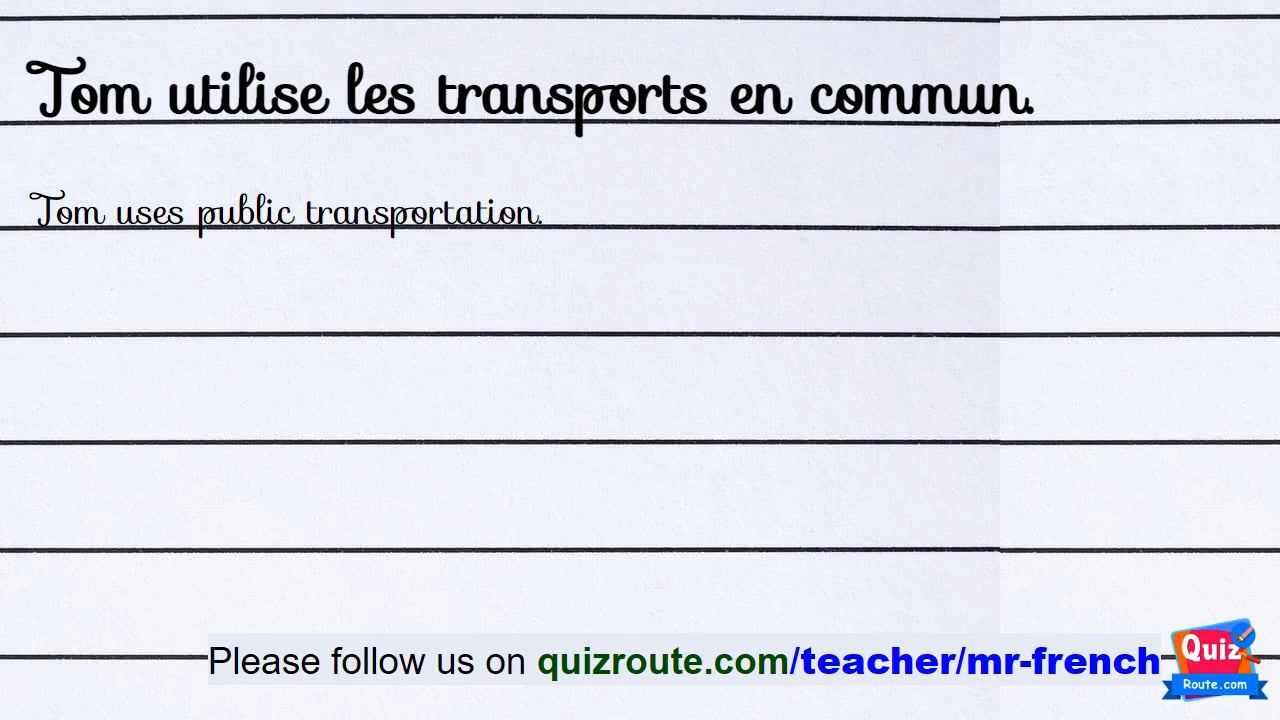 Tom utilise les transports en commun.
Tom uses public transportation.
Please follow us on quizroute.com/teacher/mr-french
Quiz
Route.com